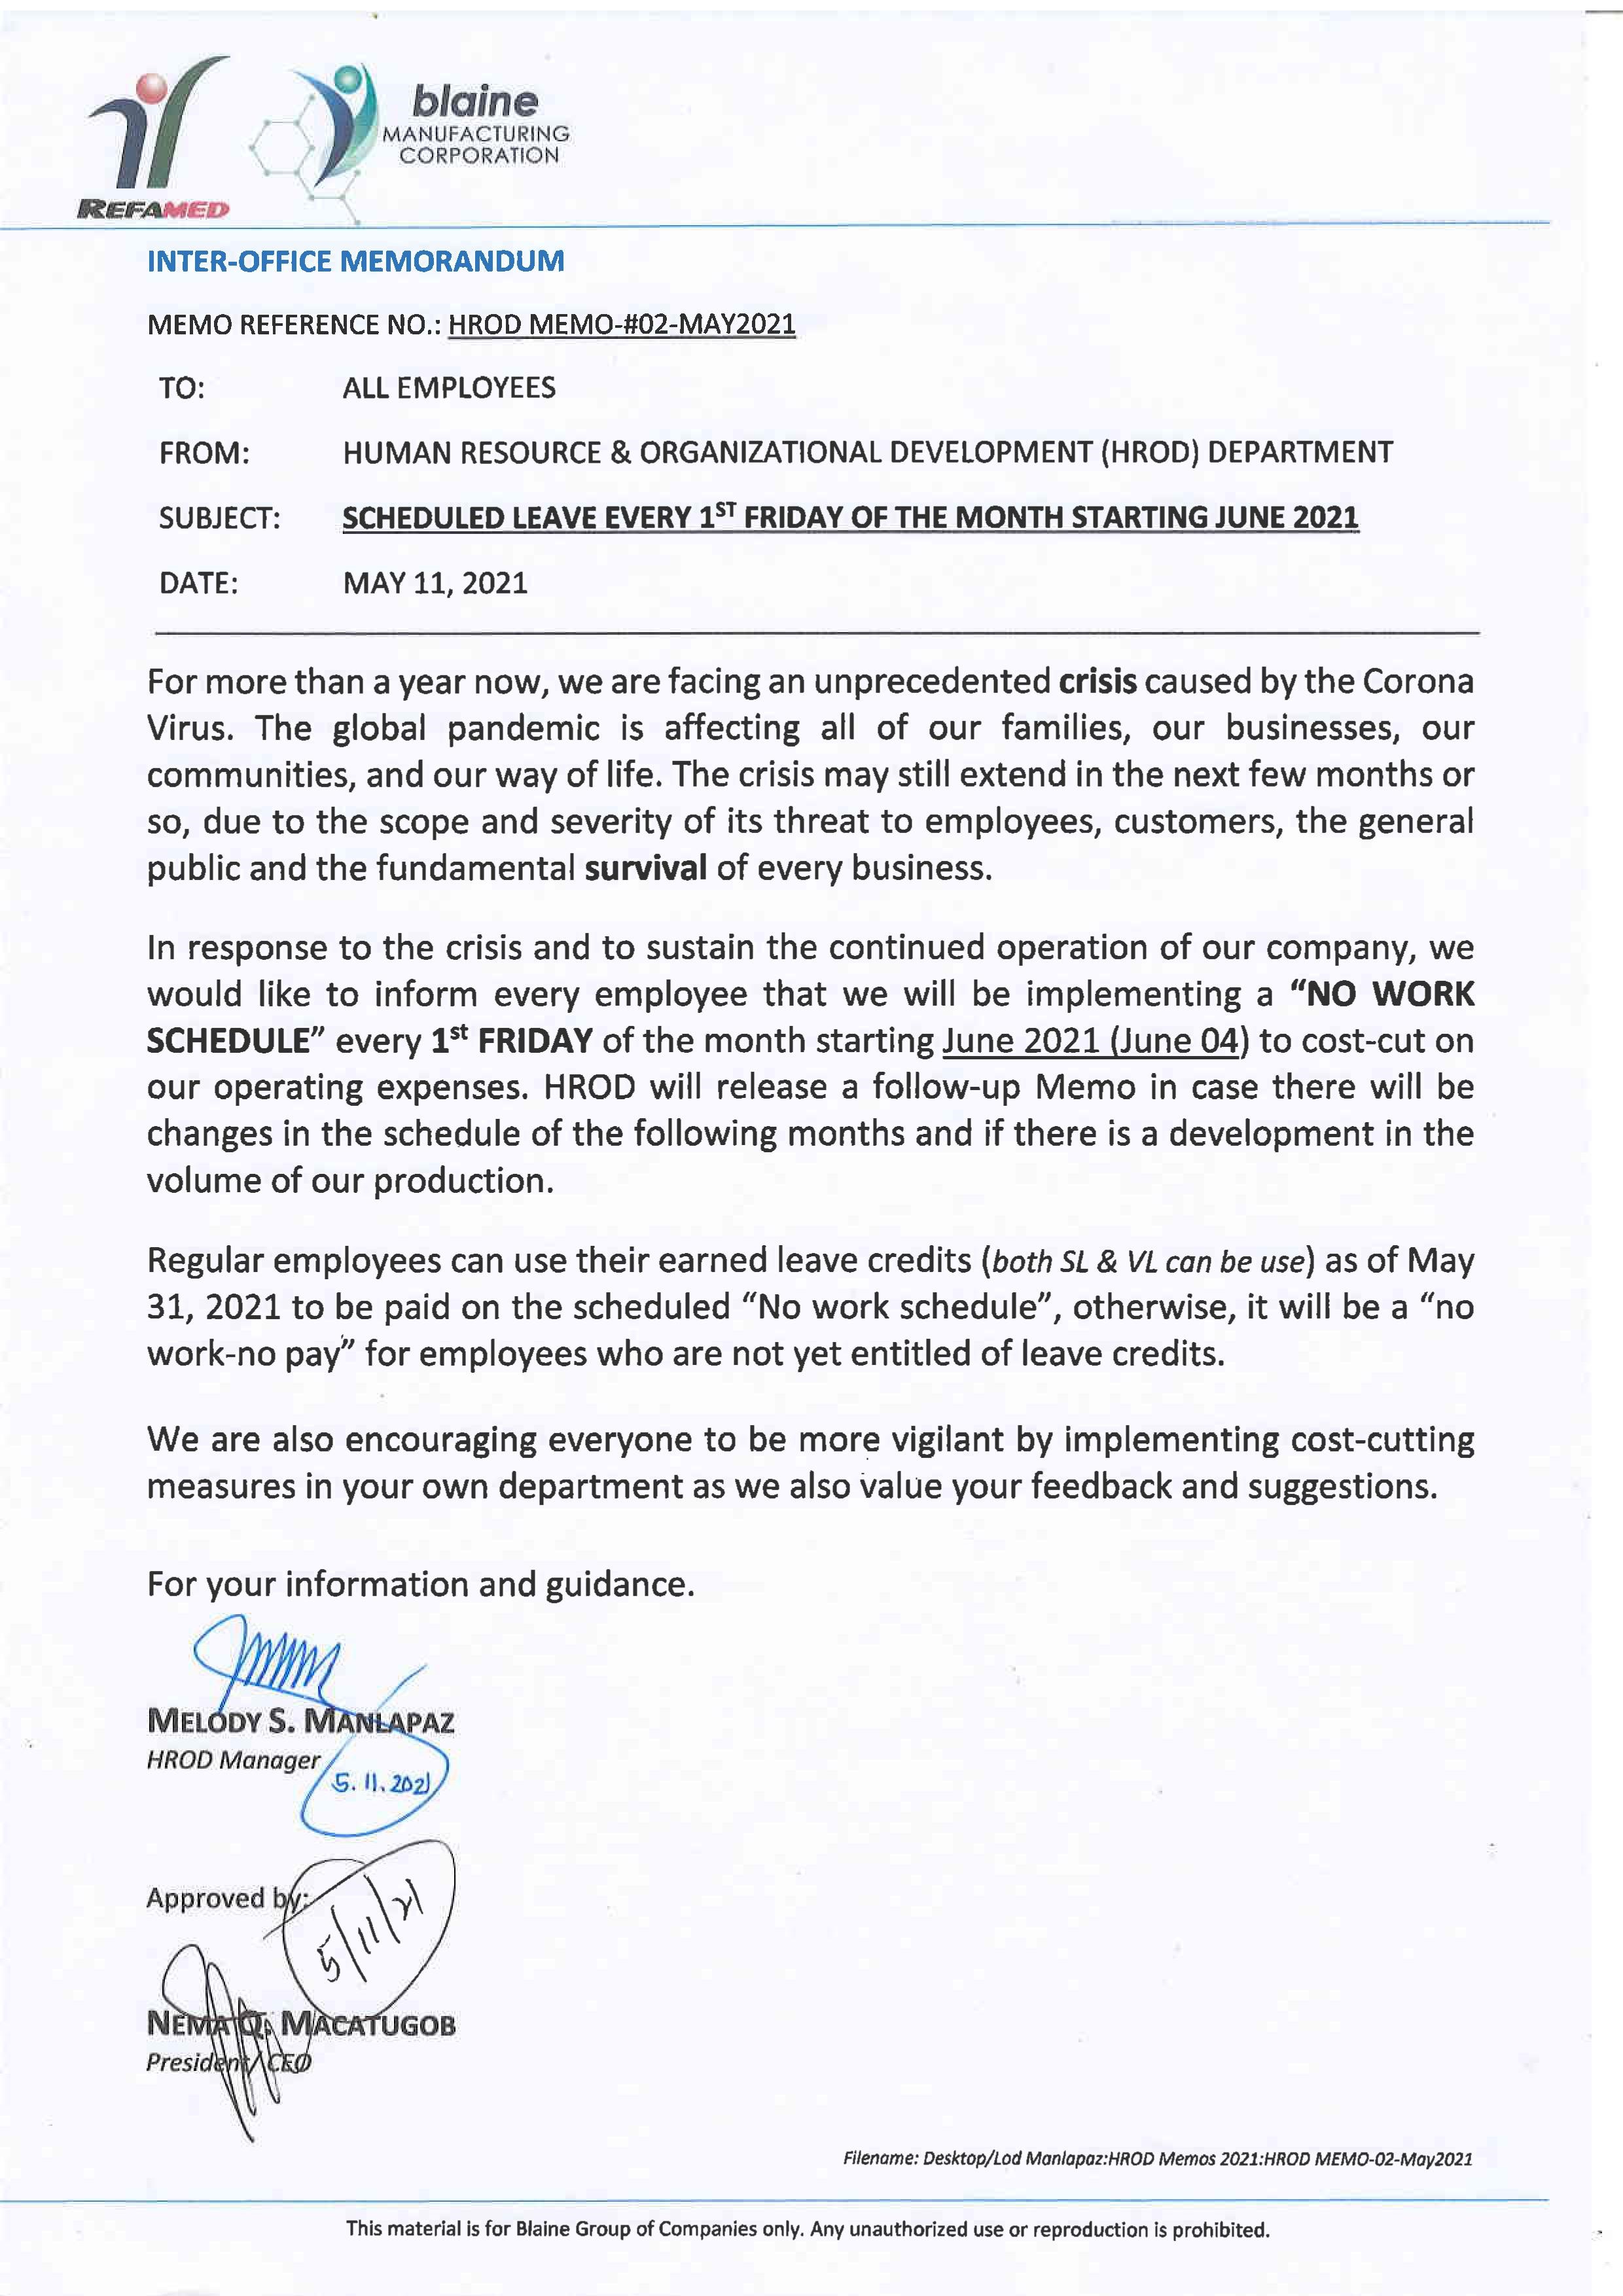 REFAMED
blaine
MANUFACTURING
CORPORATION
INTER-OFFICE MEMORANDUM
MEMO REFERENCE NO.: HROD MEMO-#02-MAY2021
TO: ALL EMPLOYEES
FROM: HUMAN RESOURCE & ORGANIZATIONAL DEVELOPMENT (HROD) DEPARTMENT
SUBJECT: SCHEDULED LEAVE EVERY 1ST FRIDAY OF THE MONTH STARTING JUNE 2021
DATE: MAY 11, 2021
For more than a year now, we are facing an unprecedented crisis caused by the Corona
Virus. The global pandemic is affecting all of our families, our businesses, our
communities, and our way of life. The crisis may still extend in the next few months or
so, due to the scope and severity of its threat to employees, customers, the general
public and the fundamental survival of every business.
In response to the crisis and to sustain the continued operation of our company, we
would like to inform every employee that we will be implementing a “NO WORK
SCHEDULE” every 1st FRIDAY of the month starting June 2021 (June 04) to cost-cut on
our operating expenses. HROD will release a follow-up Memo in case there will be
changes in the schedule of the following months and if there is a development in the
volume of our production.
Regular employees can use their earned leave credits (both SL & VL can be use) as of May
31, 2021 to be paid on the scheduled “No work schedule”, otherwise, it will be a “no
work-no pay” for employees who are not yet entitled of leave credits.
We are also encouraging everyone to be more vigilant by implementing cost-cutting
measures in your own department as we also value your feedback and suggestions.
For your information and guidance.
MELODY S. MANLAPAZ
HROD Manager
5.11.2021
Approved by:
5/11/21
NEMA Q. MACATUGOB
President/CEO
Filename: Desktop/Lod Manlapaz:HROD Memos 2021:HROD MEMO-02-May2021
This material is for Blaine Group of Companies only. Any unauthorized use or reproduction is prohibited.